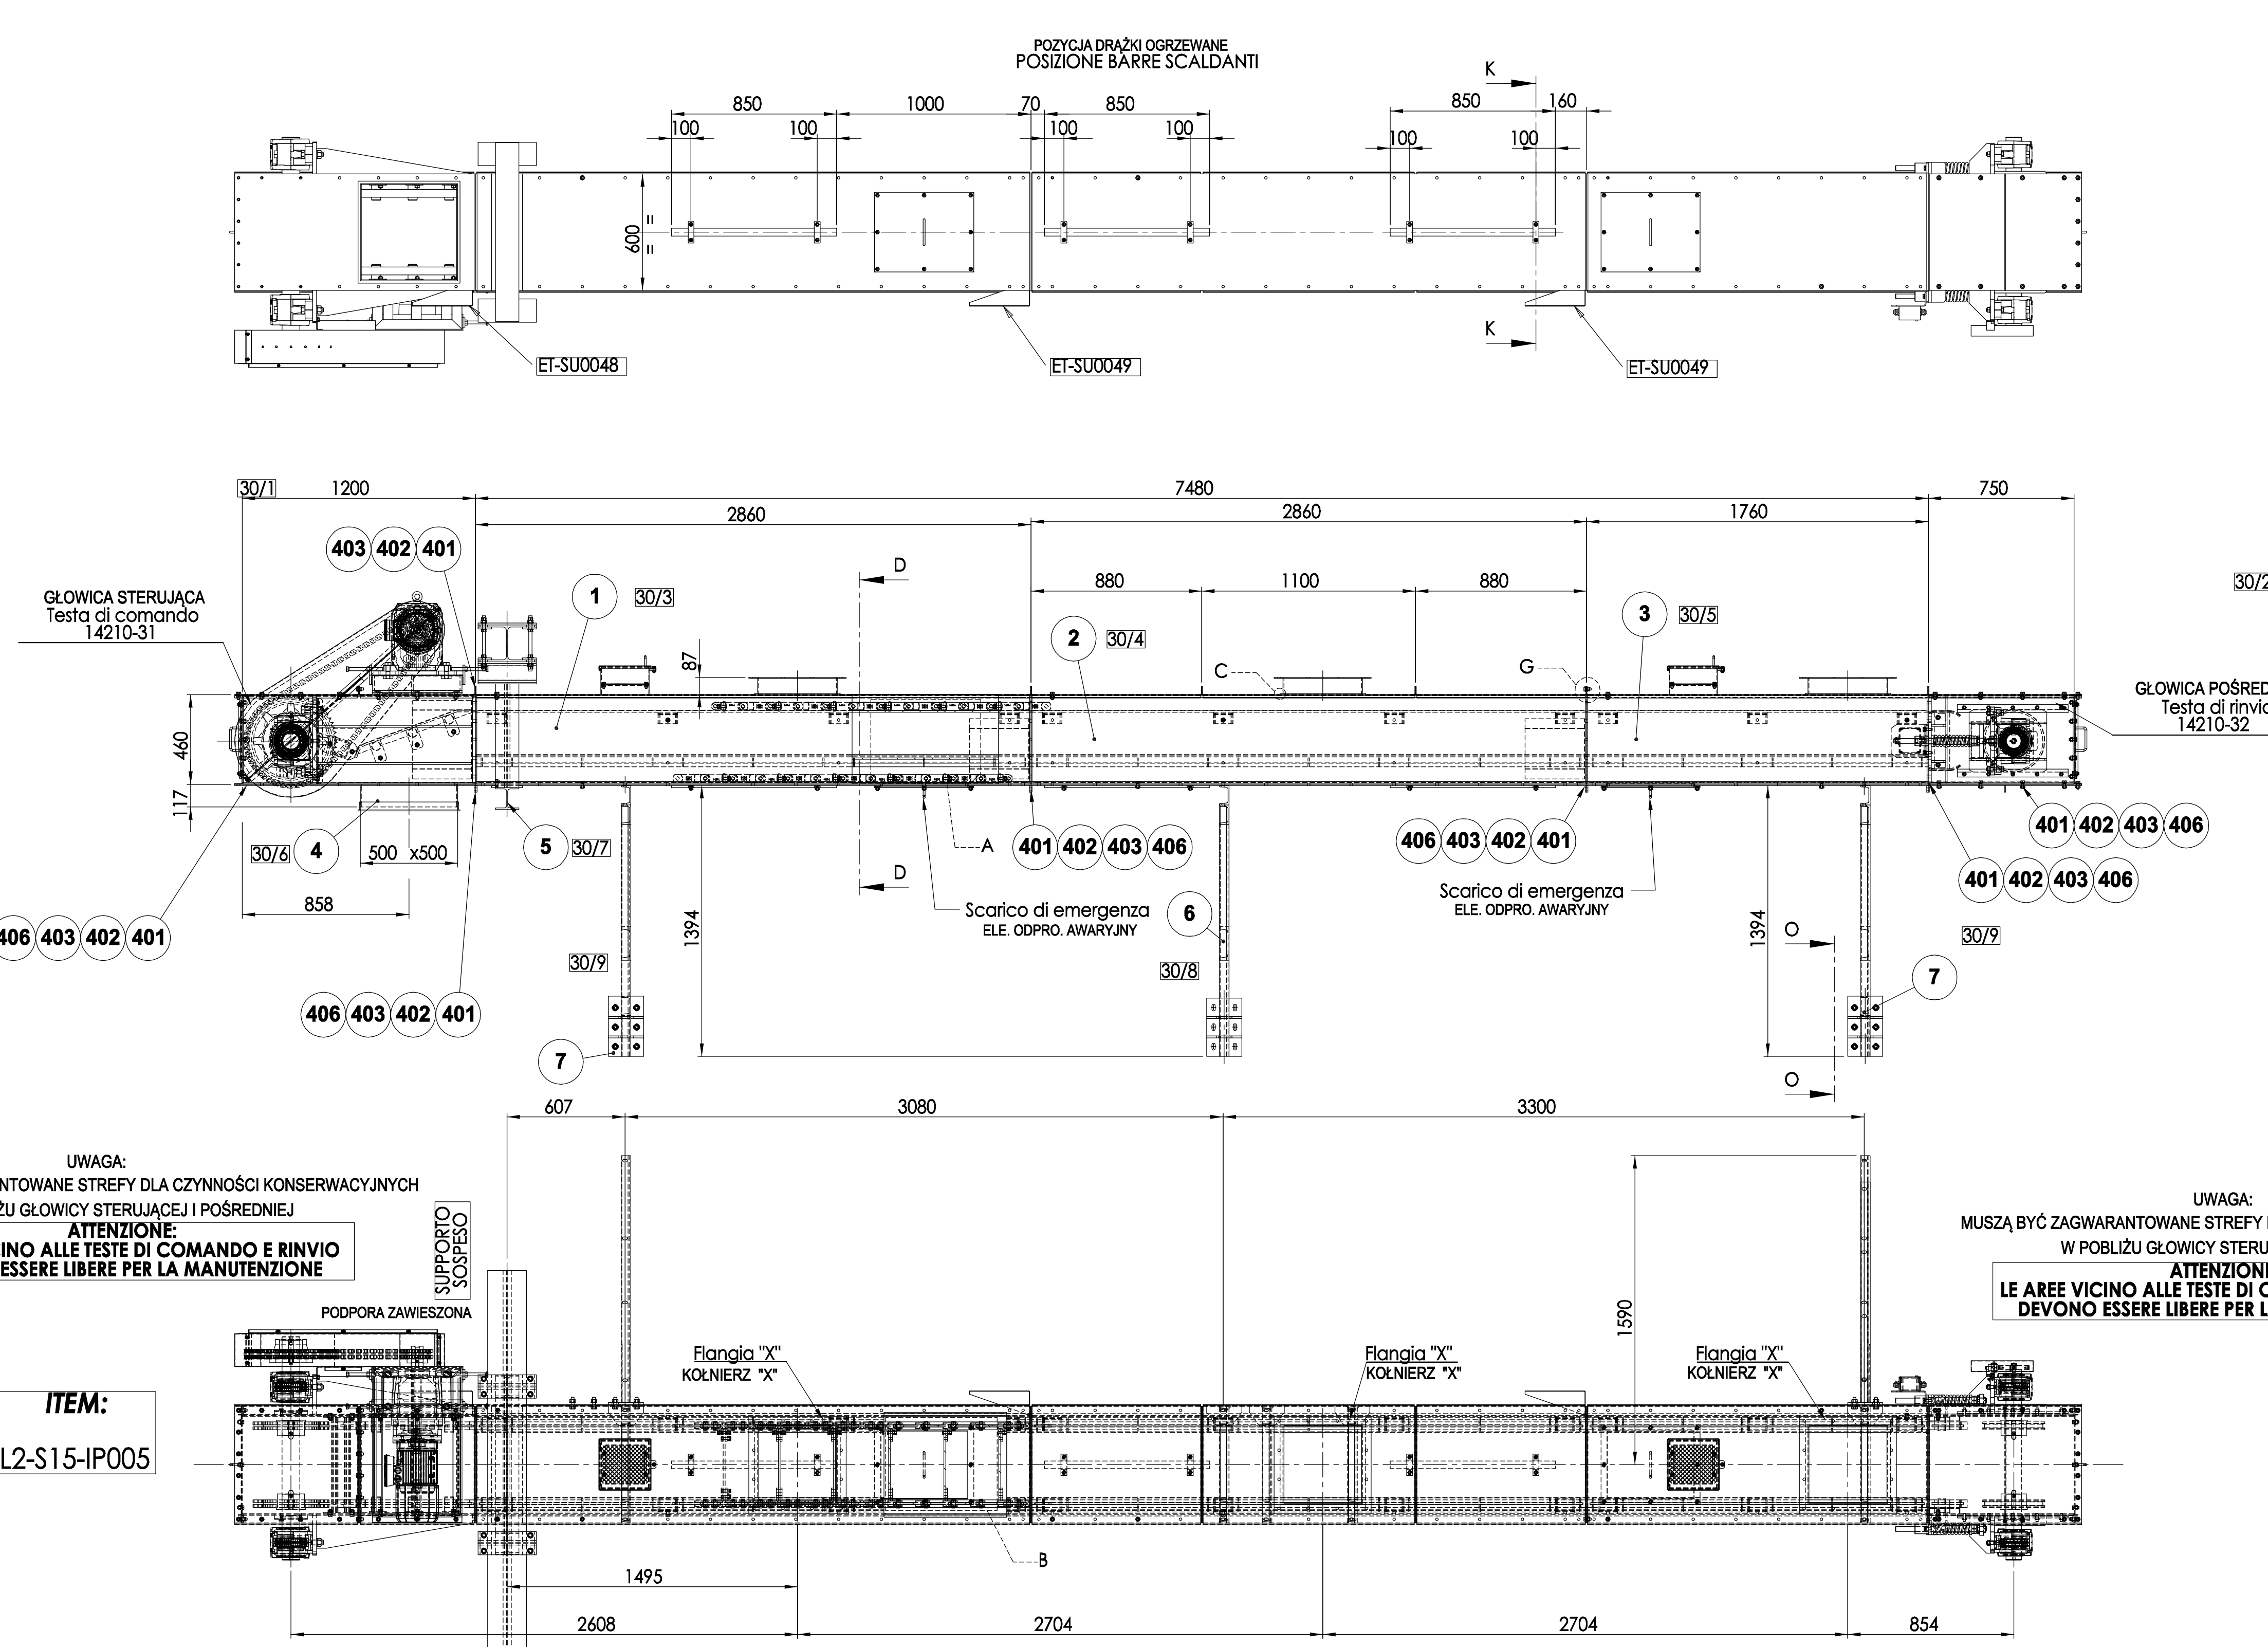 POZYCJA DRĄŻKI OGRZEWANE
POSIZIONE BARRE SCALDANTI
K
850 1000 70 850 850 160
100 100 100 100 100 100
600 = =
K
ET-SU0048
ET-SU0049
ET-SU0049
30/1 1200 7480 750
2860 2860 1760
403 402 401
D
880 1100 880
1 30/3
3 30/5
2 30/4
30/2
GŁOWICA STERUJĄCA
Testa di comando
14210-31
87
C
G
GŁOWICA POŚRED
Testa di rinvio
14210-32
460
117
30/6 4 500 x500
5 30/7
A
401 402 403 406
406 403 402 401
401 402 403 406
D
858
Scarico di emergenza
ELE. ODPRO. AWARYJNY
6
Scarico di emergenza
ELE. ODPRO. AWARYJNY
401 402 403 406
406 403 402 401
1394
1394
O
30/9
30/9
30/8
7
406 403 402 401
7
O
607 3080 3300
UWAGA:
NTOWANE STREFY DLA CZYNNOŚCI KONSERWACYJNYCH
ŻU GŁOWICY STERUJĄCEJ I POŚREDNIEJ
ATTENZIONE:
CINO ALLE TESTE DI COMANDO E RINVIO
ESSERE LIBERE PER LA MANUTENZIONE
SUPPORTO
SOSPESO
PODPORA ZAWIESZONA
1590
UWAGA:
MUSZĄ BYĆ ZAGWARANTOWANE STREFY
W POBLIŻU GŁOWICY STERU
ATTENZIONE
LE AREE VICINO ALLE TESTE DI C
DEVONO ESSERE LIBERE PER L
Flangia "X"
KOŁNIERZ "X"
Flangia "X"
KOŁNIERZ "X"
Flangia "X"
KOŁNIERZ "X"
ITEM:
L2-S15-IP005
B
1495
2608 2704 2704 854